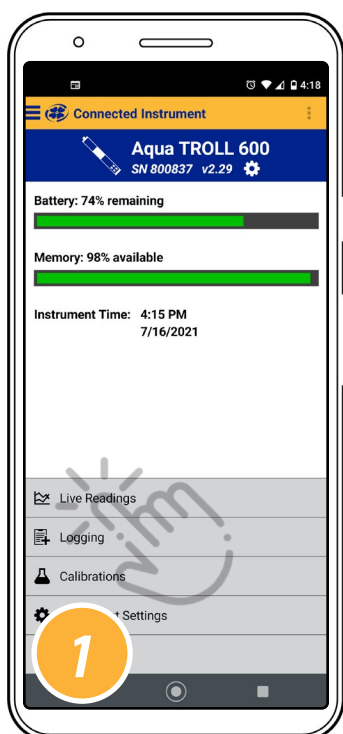 4:18
Connected Instrument
Aqua TROLL 600
SN 800837 v2.29
Battery: 74% remaining
Memory: 98% available
Instrument Time: 4:15 PM
7/16/2021
Live Readings
Logging
Calibrations
Settings
1